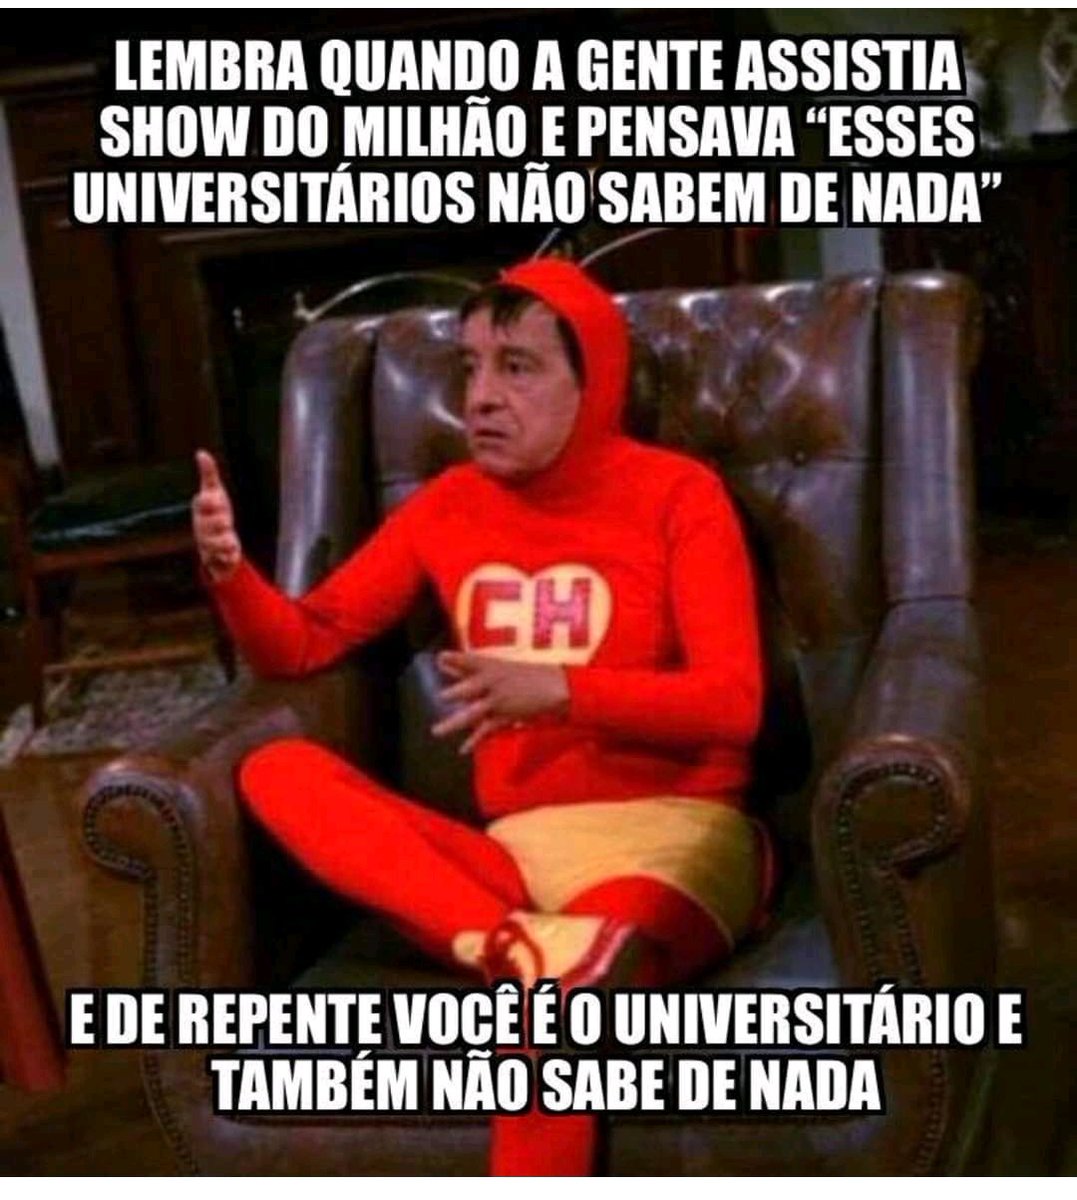 LEMBRA QUANDO A GENTE ASSISTIA
SHOW DO MILHÃO E PENSAVA “ESSES
UNIVERSITÁRIOS NÃO SABEM DE NADA”
CH
E DE REPENTE VOCÊ É O UNIVERSITÁRIO E
TAMBÉM NÃO SABE DE NADA